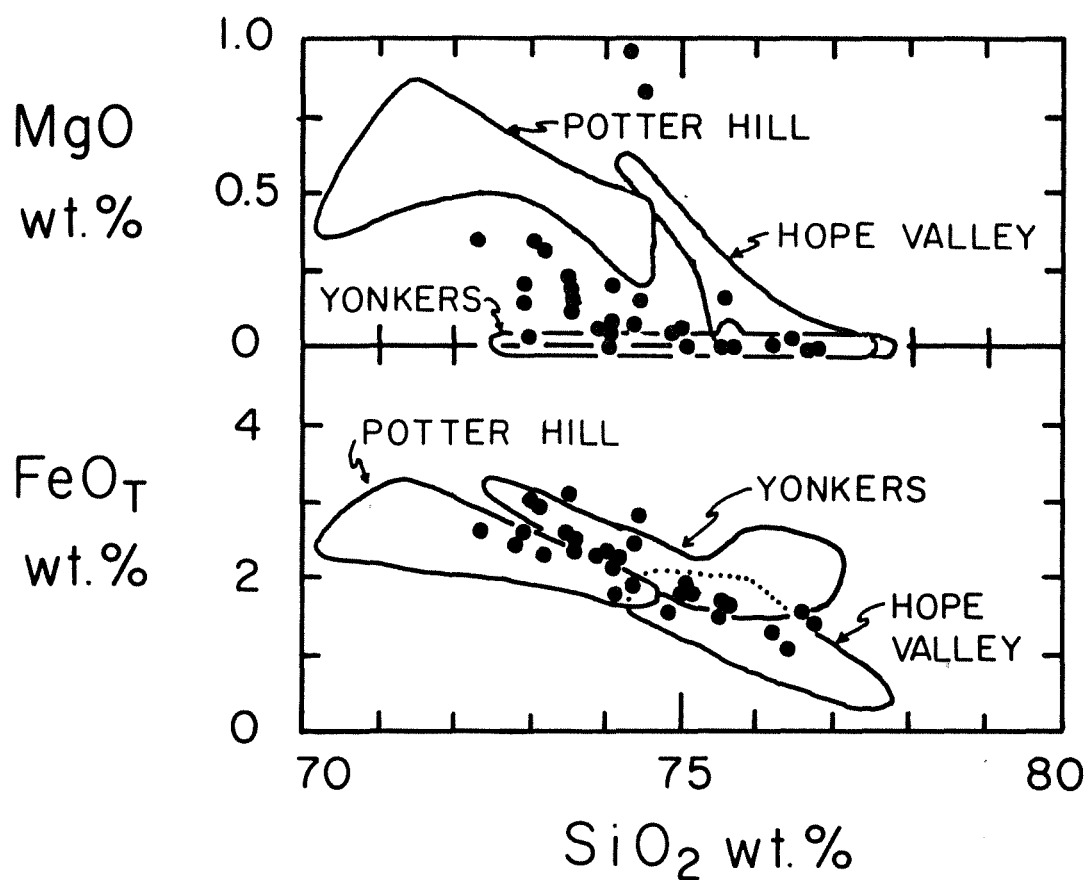 1.0
MgO
wt.%
0.5
0
POTTER HILL
HOPE VALLEY
YONKERS
4
FeO_T
wt.%
2
0
POTTER HILL
YONKERS
HOPE
VALLEY
70 75 80
SiO₂ wt.%